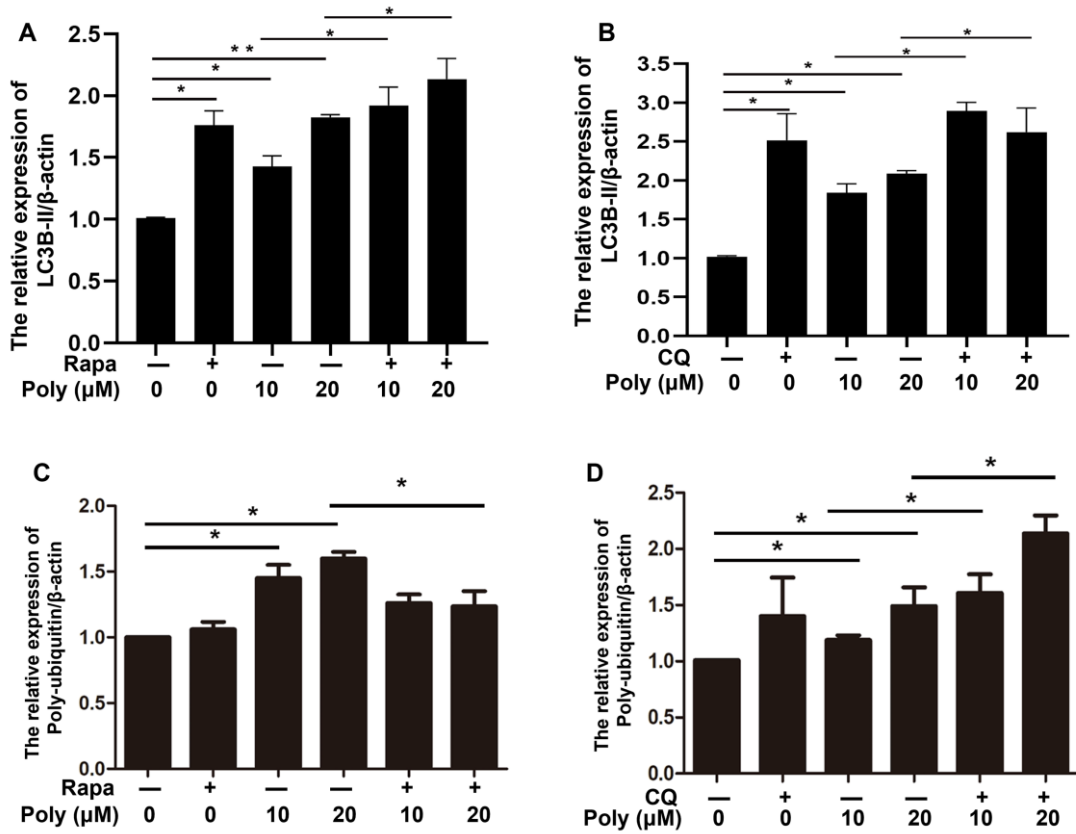 A
The relative expression of
LC3B-II/β-actin
2.5
2.0
1.5
1.0
0.5
0.0
* *
*
*
*
*
Rapa — + — — + +
Poly (μM) 0 0 10 20 10 20
B
The relative expression of
LC3B-II/β-actin
3.5
3.0
2.5
2.0
1.5
1.0
0.5
0.0
*
*
*
*
*
CQ — + — — + +
Poly (μM) 0 0 10 20 10 20
C
The relative expression of
Poly-ubiquitin/β-actin
2.0
1.5
1.0
0.5
0.0
*
*
*
Rapa — + — — + +
Poly (μM) 0 0 10 20 10 20
D
The relative expression of
Poly-ubiquitin/β-actin
2.5
2.0
1.5
1.0
0.5
0.0
*
*
*
*
CQ — + — — + +
Poly (μM) 0 0 10 20 10 20